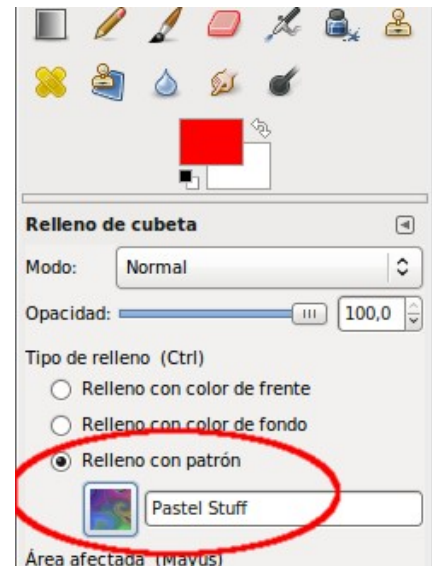 Relleno de cubeta
Modo: Normal
Opacidad: 100,0
Tipo de relleno (Ctrl)
Relleno con color de frente
Relleno con color de fondo
Relleno con patrón
Pastel Stuff
Área afectada (Mayús)